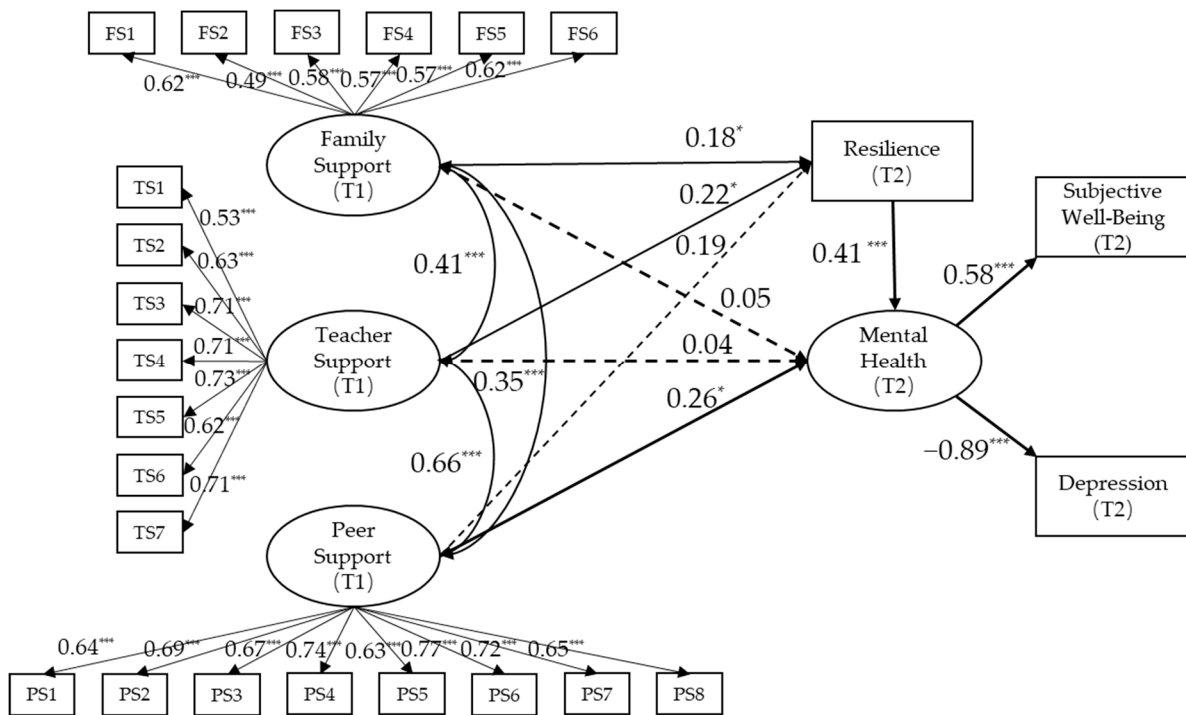 FS1 FS2 FS3 FS4 FS5 FS6
0.62*** 0.49*** 0.58*** 0.57*** 0.57*** 0.62***
Family
Support
(T1)
0.18*
Resilience
(T2)
TS1
0.53***
TS2
0.63***
TS3
0.71***
TS4
0.71***
TS5
0.73***
TS6
0.62***
TS7
0.71***
0.22*
0.19
0.41***
0.41***
Subjective
Well-Being
(T2)
0.58***
0.05
Teacher
Support
(T1)
0.04
Mental
Health
(T2)
0.35***
0.26*
0.66***
−0.89***
Depression
(T2)
Peer
Support
(T1)
0.64*** 0.69*** 0.67*** 0.74*** 0.63*** 0.77*** 0.72*** 0.65***
PS1 PS2 PS3 PS4 PS5 PS6 PS7 PS8